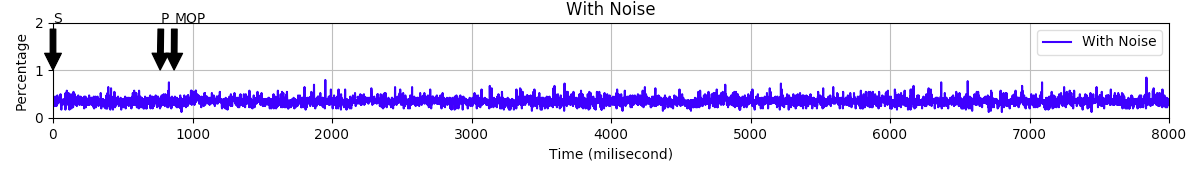 With Noise
S P MOP
Percentage
2
1
0
With Noise
0 1000 2000 3000 4000 5000 6000 7000 8000
Time (milisecond)